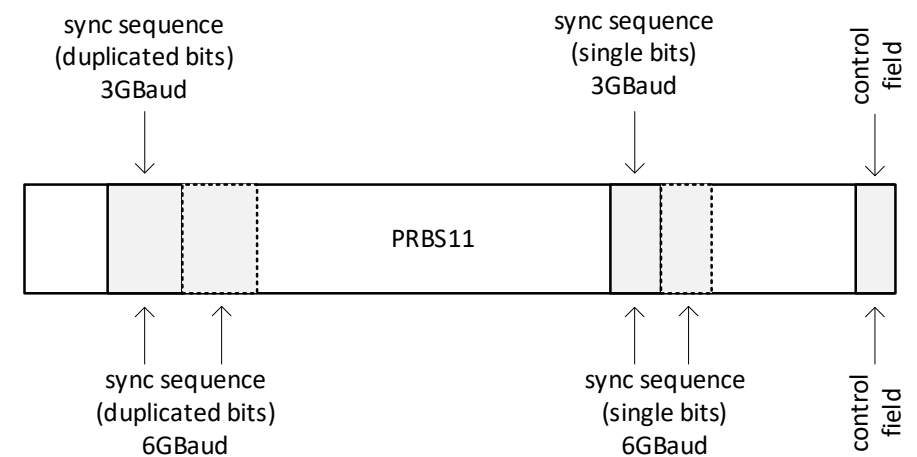 sync sequence
(duplicated bits)
3GBaud
sync sequence
(single bits)
3GBaud
control
field
PRBS11
sync sequence
(duplicated bits)
6GBaud
sync sequence
(single bits)
6GBaud
control
field